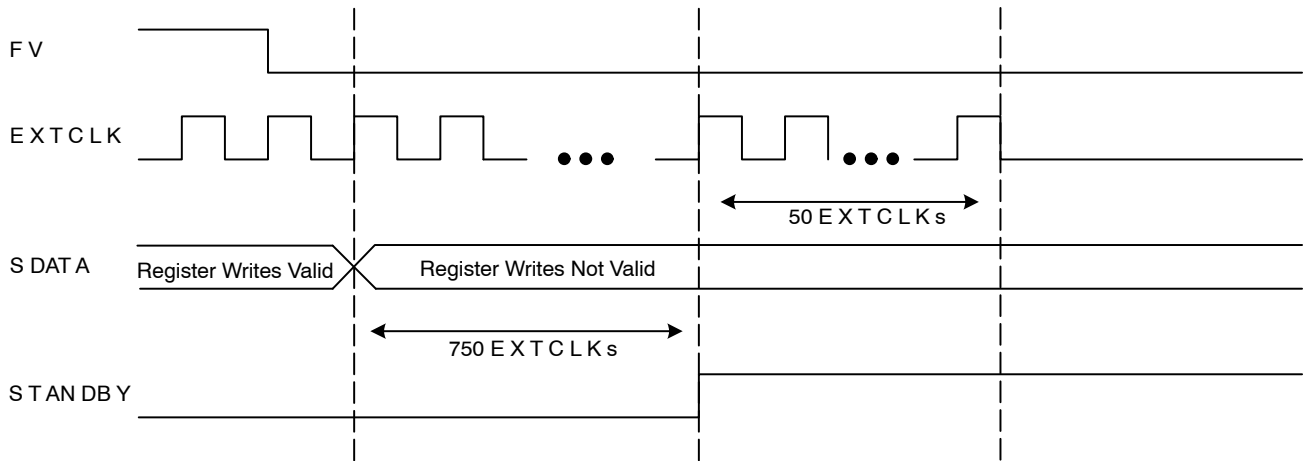 FV
EXTCLK
50 EXTCLKs
SDATA
Register Writes Valid
Register Writes Not Valid
750 EXTCLKs
STANDBY